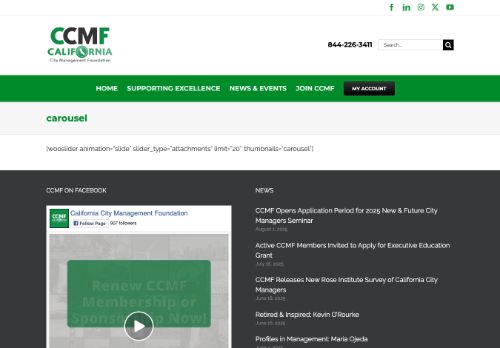 CCMF
CALIFORNIA
City Management Foundation
844-226-3411
Search...
HOME SUPPORTING EXCELLENCE NEWS & EVENTS JOIN CCMF MY ACCOUNT
carousel
[wooslider animation="slide" slider_type="attachments" limit="20" thumbnails="carousel"]
CCMF ON FACEBOOK
CCMF
California City Management Foundation
Follow Page 987 followers
Renew CCMF
Membership or
Sponsorship Now!
NEWS
CCMF Opens Application Period for 2025 New & Future City
Managers Seminar
August 1, 2025
Active CCMF Members Invited to Apply for Executive Education
Grant
July 16, 2025
CCMF Releases New Rose Institute Survey of California City
Managers
June 18, 2025
Retired & Inspired: Kevin O'Rourke
June 16, 2025
Profiles in Management: Maria Ojeda